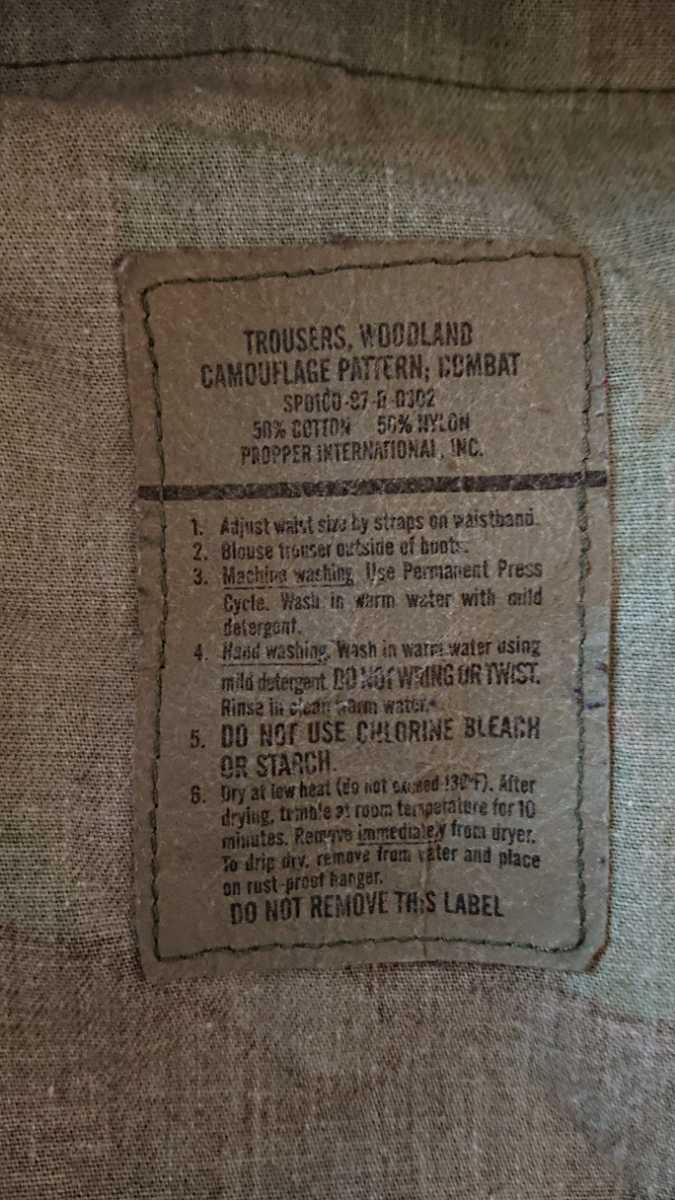 TROUSERS, WOODLAND
CAMOUFLAGE PATTERN; COMBAT
SP0100-97-D-0302
50% COTTON 50% NYLON
PROPPER INTERNATIONAL, INC.
1. Adjust waist size by straps on waistband.
2. Blouse trouser outside of boots.
3. Machine washing. Use Permanent Press
Cycle. Wash in warm water with mild
detergent.
4. Hand washing. Wash in warm water using
mild detergent. DO NOT WRING OR TWIST.
Rinse in clean warm water.
5. DO NOT USE CHLORINE BLEACH
OR STARCH.
6. Dry at low heat (do not exceed 130°F). After
drying, tumble at room temperature for 10
minutes. Remove immediately from dryer.
To drip dry, remove from water and place
on rust-proof hanger.
DO NOT REMOVE THIS LABEL